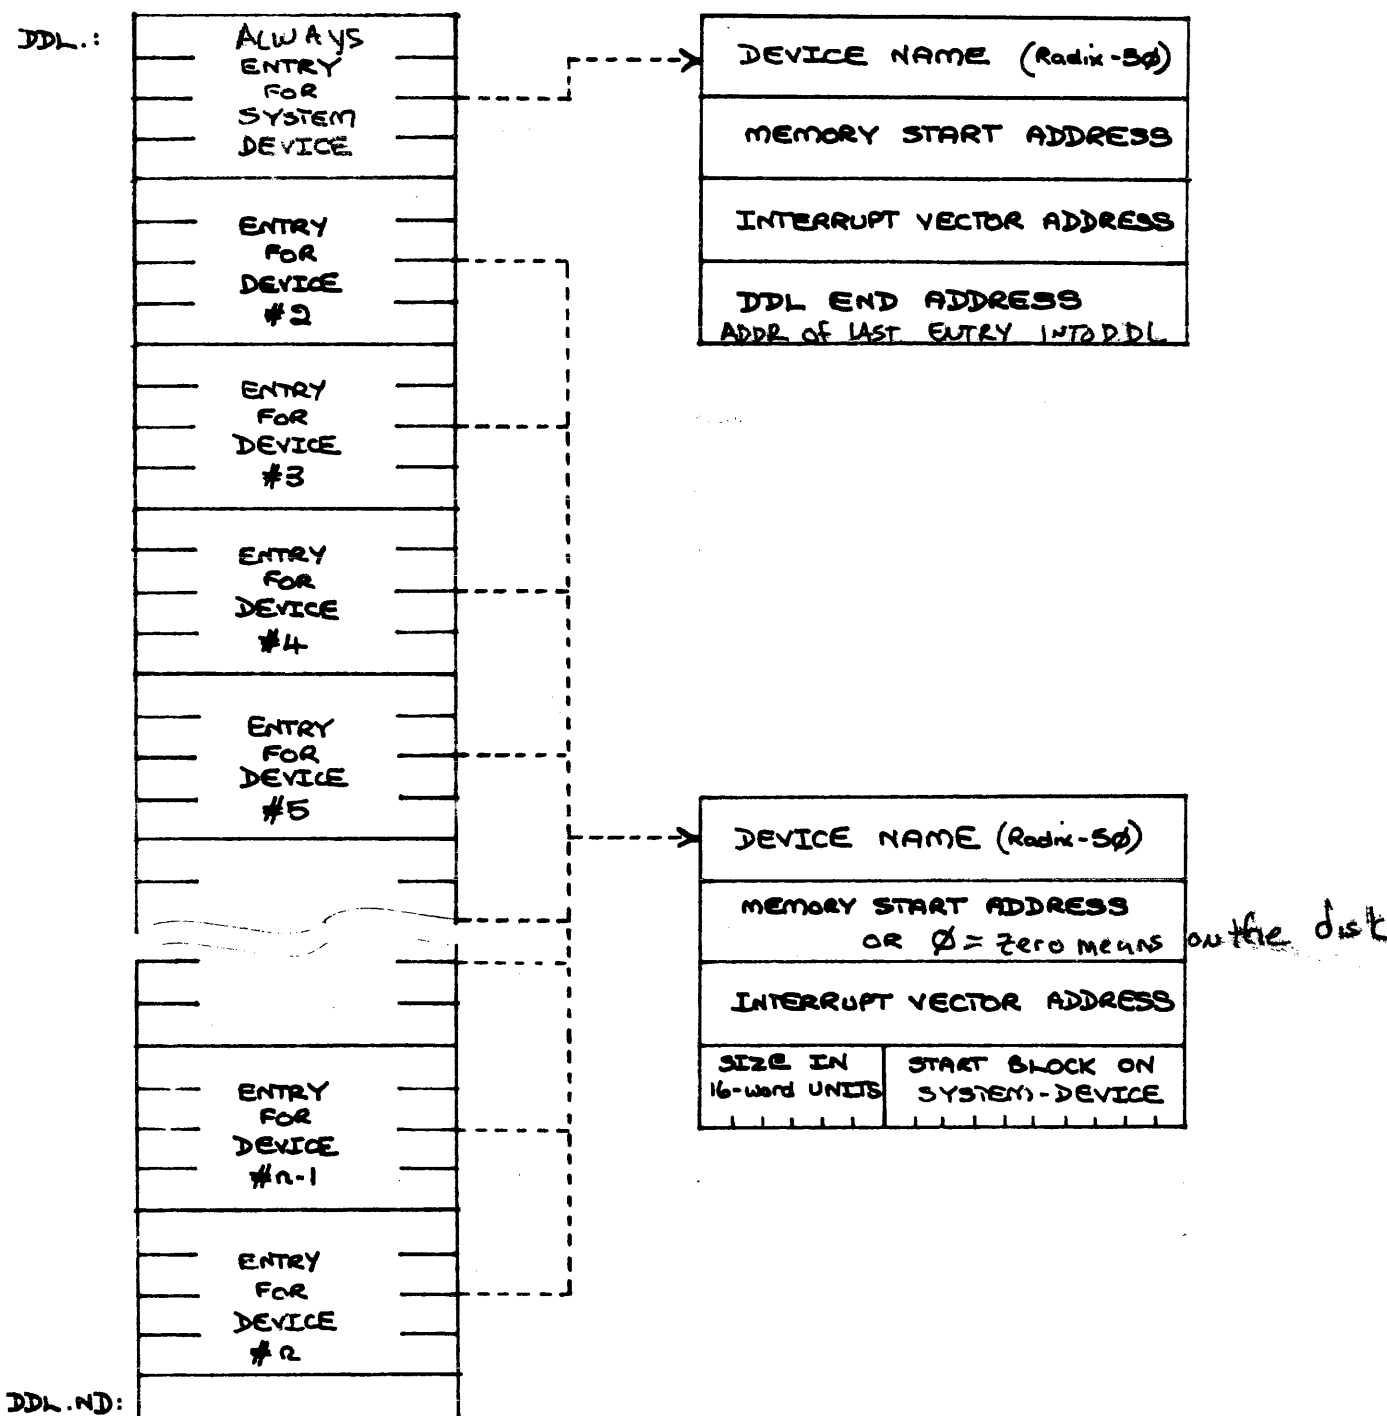 DDL.:
ALWAYS
ENTRY
FOR
SYSTEM
DEVICE
ENTRY
FOR
DEVICE
#2
ENTRY
FOR
DEVICE
#3
ENTRY
FOR
DEVICE
#4
ENTRY
FOR
DEVICE
#5
ENTRY
FOR
DEVICE
#n-1
ENTRY
FOR
DEVICE
#n
DDL.ND:
DEVICE NAME (Radix-5Ø)
MEMORY START ADDRESS
INTERRUPT VECTOR ADDRESS
DDL END ADDRESS
ADDR of LAST ENTRY INTO DDL
DEVICE NAME (Radix-5Ø)
MEMORY START ADDRESS
OR Ø = zero means on the disk
INTERRUPT VECTOR ADDRESS
SIZE IN
16-word UNITS
START BLOCK ON
SYSTEM-DEVICE